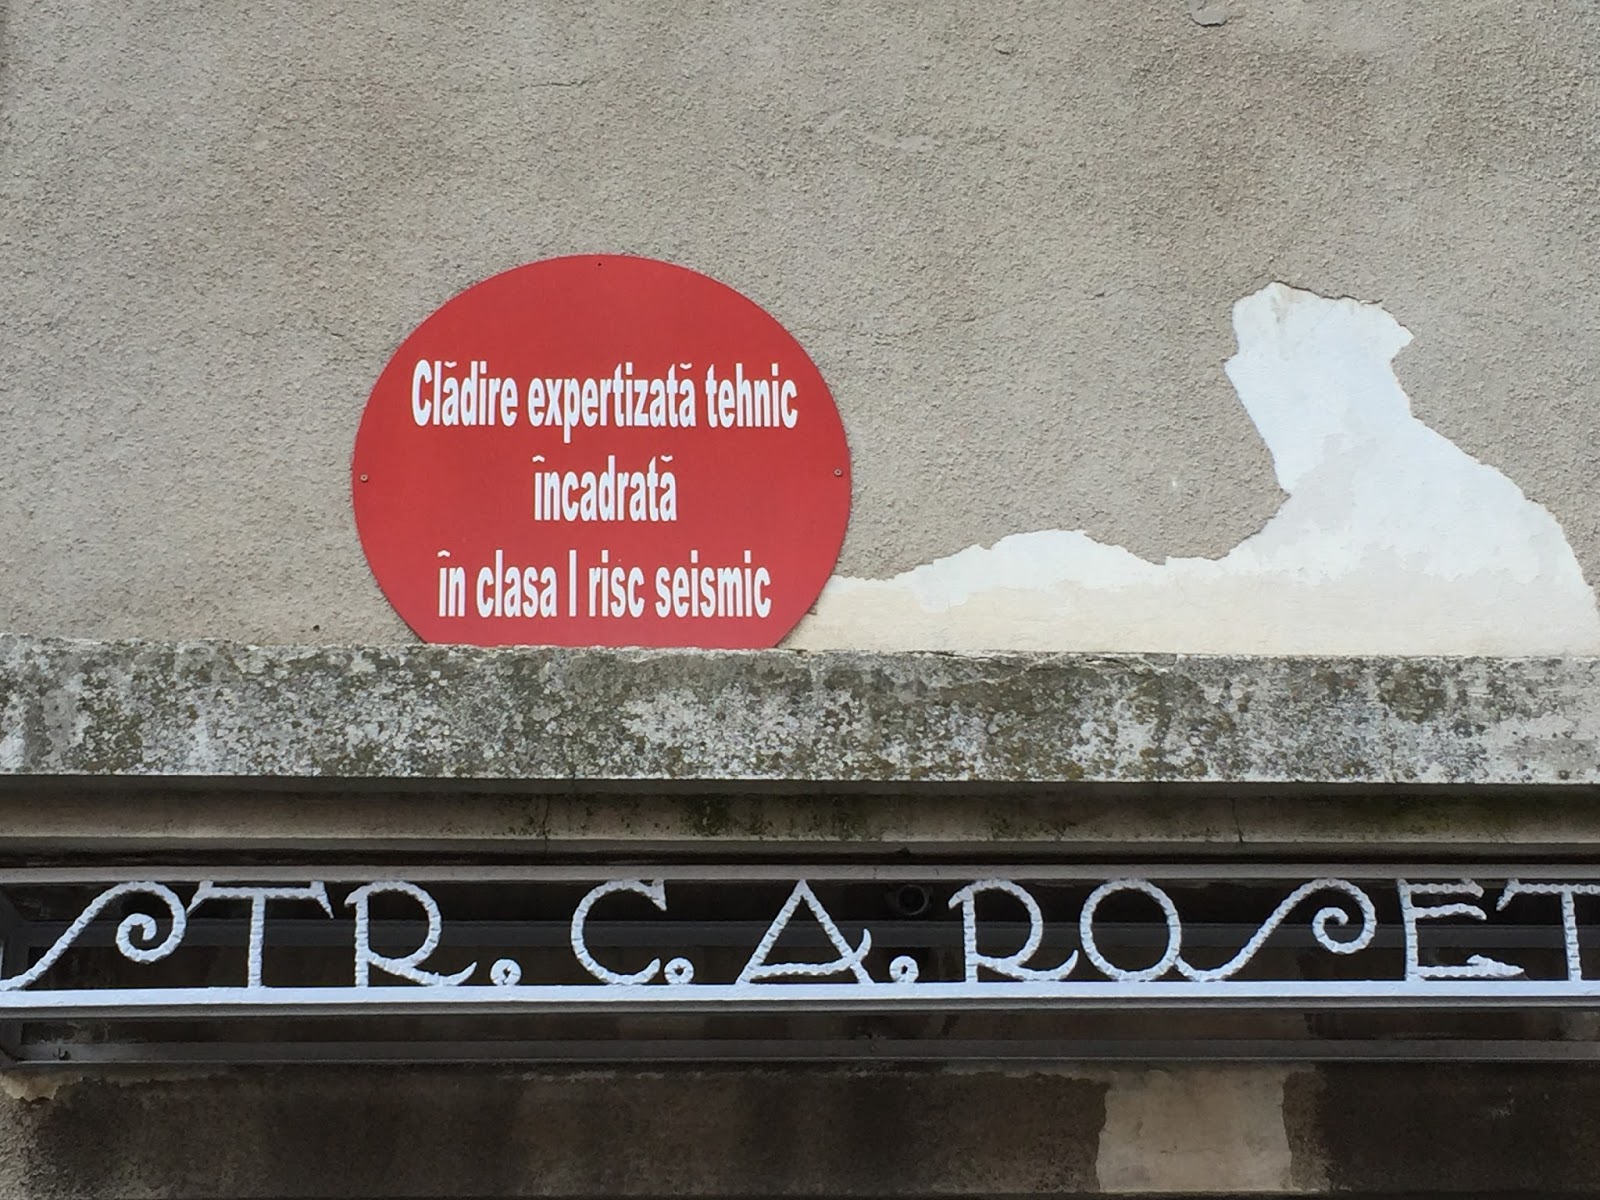 Clădire expertizată tehnic
încadrată
în clasa I risc seismic
STR. C.A. ROSET